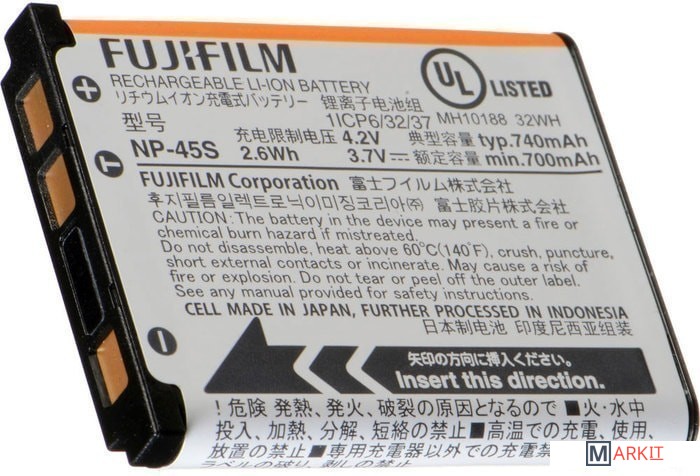 FUJIFILM
RECHARGEABLE LI-ION BATTERY
リチウムイオン充電式バッテリー 锂离子电池组
UL LISTED
MH10188 32WH
型号 1ICP6/32/37
NP-45S
充电限制电压 4.2V 典型容量 typ.740mAh
2.6Wh 3.7V 额定容量 min.700mAh
FUJIFILM Corporation 富士フイルム株式会社
후지필름일렉트로닉이미징코리아㈜ 富士胶片株式会社
CAUTION: The battery in the device may present a fire or
chemical burn hazard if mistreated.
Do not disassemble, heat above 60°C(140°F), crush, puncture,
short external contacts or incinerate. May cause a risk of
fire or explosion. Do not tear or peel off the outer label.
See manual provided for safety instructions.
CELL MADE IN JAPAN, FURTHER PROCESSED IN INDONESIA
日本制电池 印度尼西亚组装
矢印の方向に挿入ください。
Insert this direction.
!危険 発熱、発火、破裂の原因となるので■火・水中
投入、加熱、分解、短絡の禁止■高温での充電、使用、
放置の禁止■専用充電器以外充電
+
T
−
MARKIT